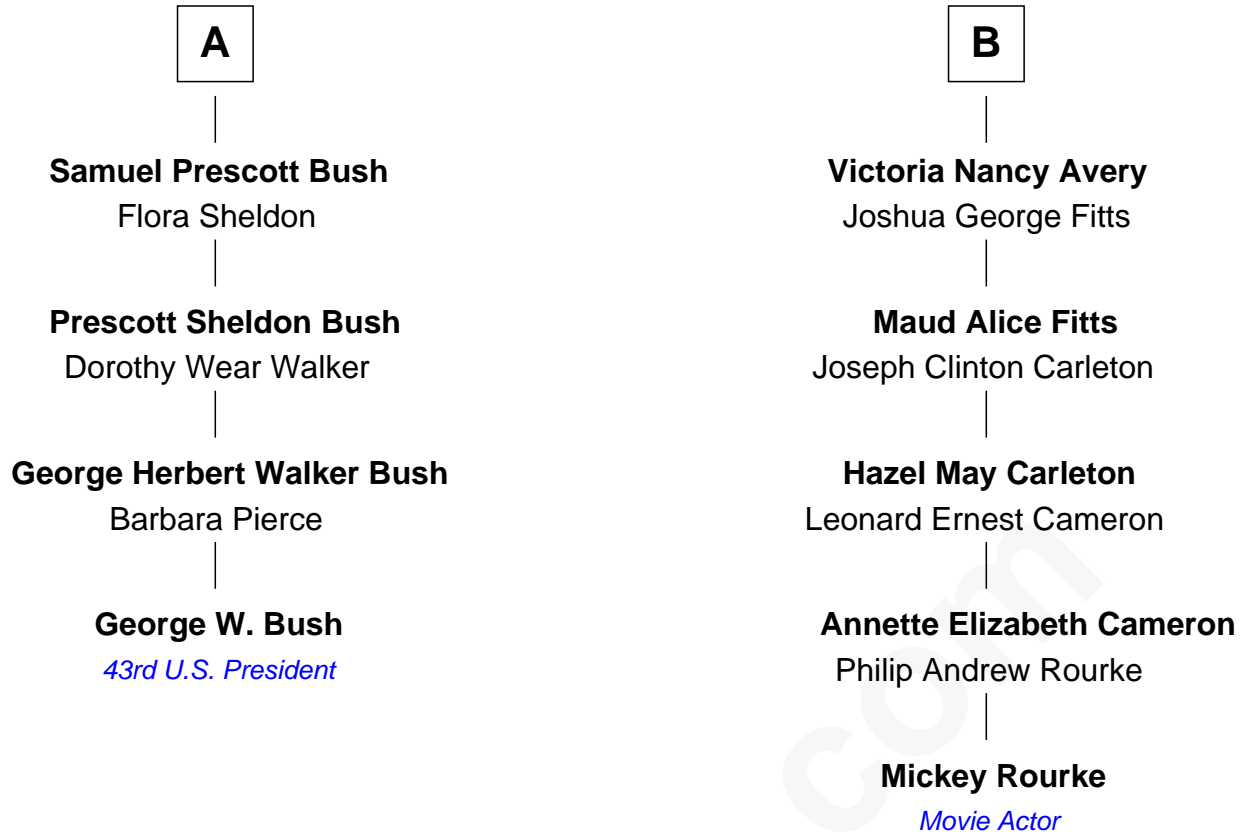 A
Samuel Prescott Bush
Flora Sheldon
Prescott Sheldon Bush
Dorothy Wear Walker
George Herbert Walker Bush
Barbara Pierce
George W. Bush
43rd U.S. President
B
Victoria Nancy Avery
Joshua George Fitts
Maud Alice Fitts
Joseph Clinton Carleton
Hazel May Carleton
Leonard Ernest Cameron
Annette Elizabeth Cameron
Philip Andrew Rourke
Mickey Rourke
Movie Actor
com